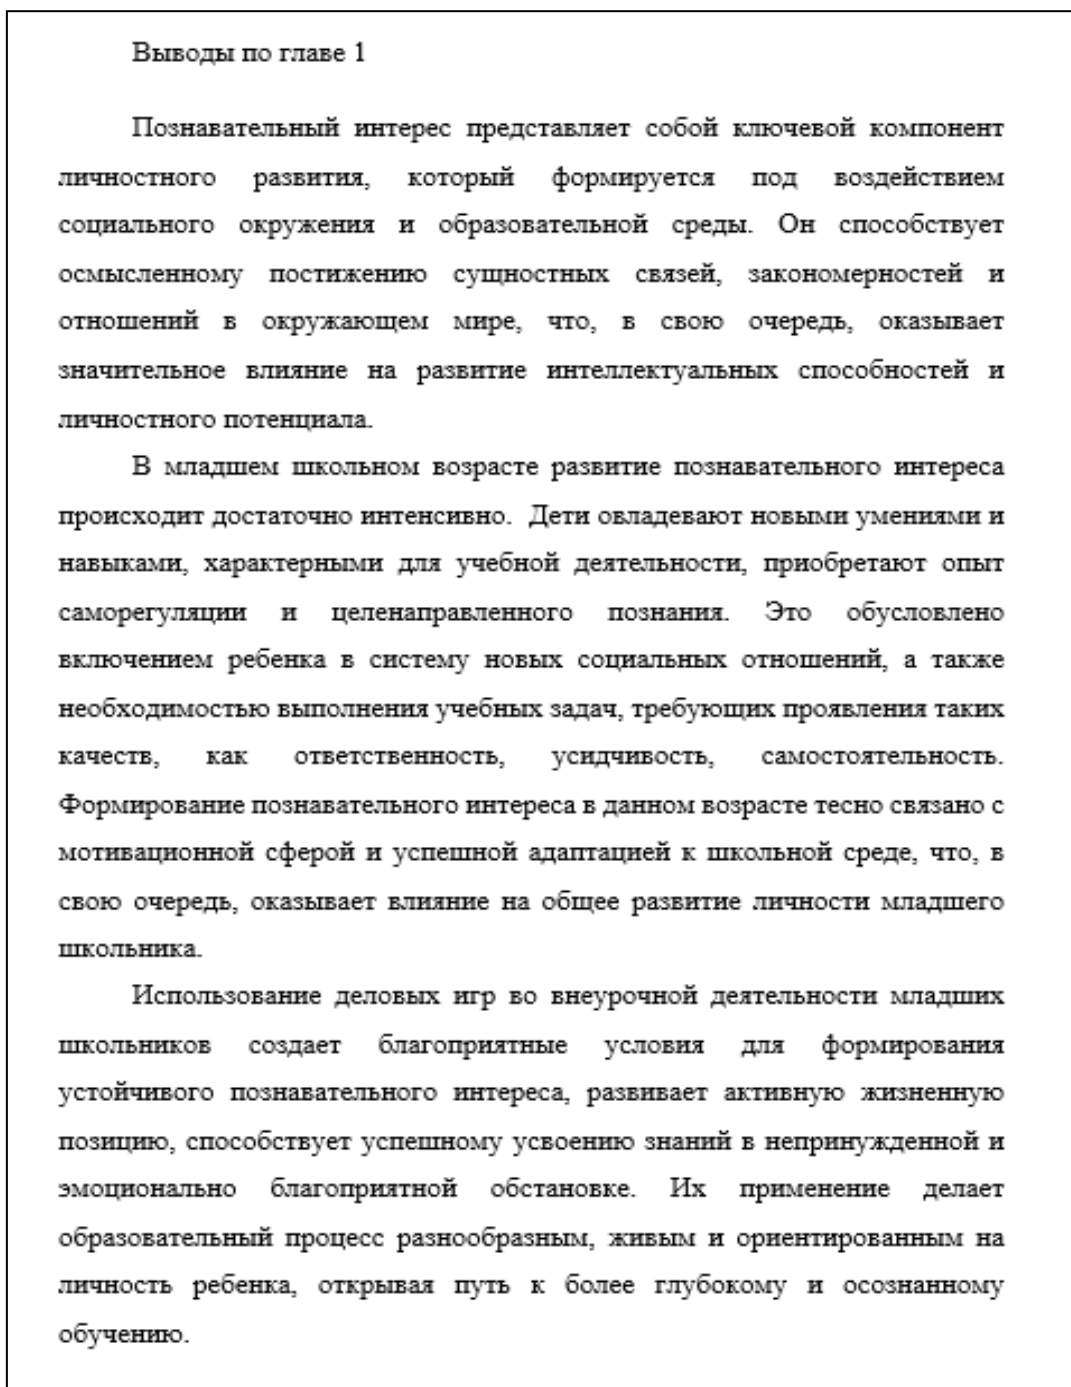 Выводы по главе 1
Познавательный интерес представляет собой ключевой компонент
личностного развития, который формируется под воздействием
социального окружения и образовательной среды. Он способствует
осмысленному постижению сущностных связей, закономерностей и
отношений в окружающем мире, что, в свою очередь, оказывает
значительное влияние на развитие интеллектуальных способностей и
личностного потенциала.
В младшем школьном возрасте развитие познавательного интереса
происходит достаточно интенсивно.  Дети овладевают новыми умениями и
навыками, характерными для учебной деятельности, приобретают опыт
саморегуляции и целенаправленного познания. Это обусловлено
включением ребенка в систему новых социальных отношений, а также
необходимостью выполнения учебных задач, требующих проявления таких
качеств, как ответственность, усидчивость, самостоятельность.
Формирование познавательного интереса в данном возрасте тесно связано с
мотивационной сферой и успешной адаптацией к школьной среде, что, в
свою очередь, оказывает влияние на общее развитие личности младшего
школьника.
Использование деловых игр во внеурочной деятельности младших
школьников создает благоприятные условия для формирования
устойчивого познавательного интереса, развивает активную жизненную
позицию, способствует успешному усвоению знаний в непринужденной и
эмоционально благоприятной обстановке. Их применение делает
образовательный процесс разнообразным, живым и ориентированным на
личность ребенка, открывая путь к более глубокому и осознанному
обучению.